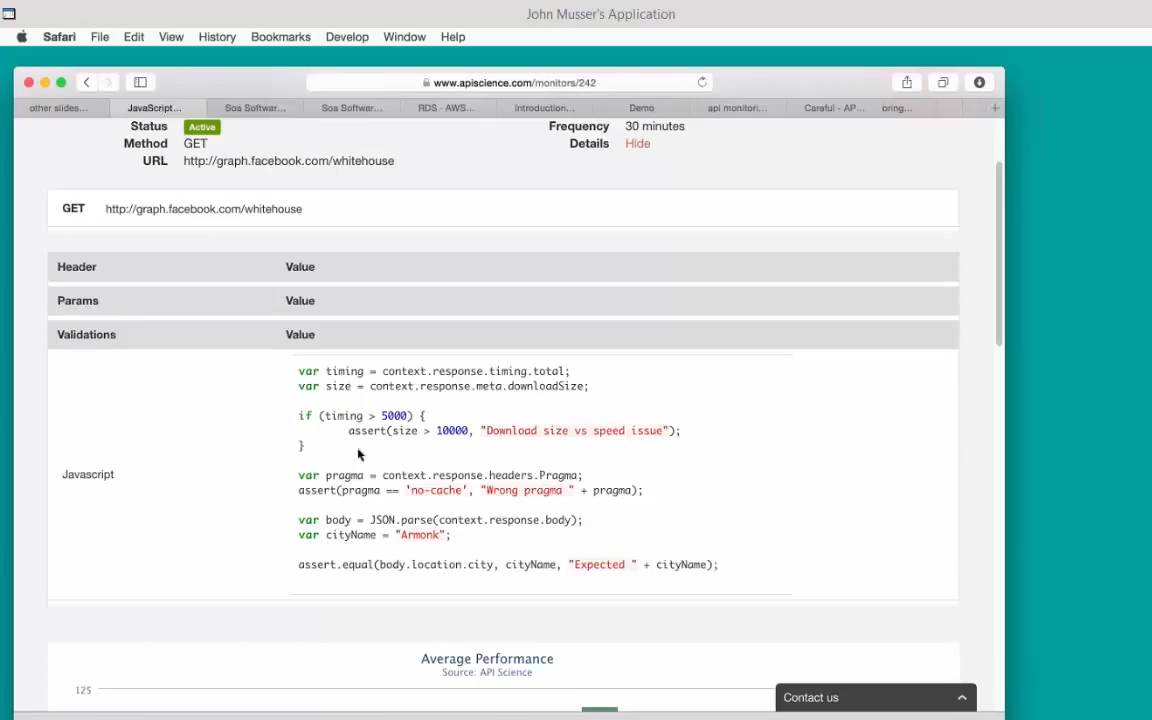 John Musser's Application
Safari File Edit View History Bookmarks Develop Window Help
www.apiscience.com/monitors/242
other slides... JavaScript... Soa Softwar... Soa Softwar... RDS · AWS... Introduction... Demo api monitori... Careful - AP... oring...
Status Active Frequency 30 minutes
Method GET Details Hide
URL http://graph.facebook.com/whitehouse
GET http://graph.facebook.com/whitehouse
Header Value
Params Value
Validations Value
var timing = context.response.timing.total;
var size = context.response.meta.downloadSize;
if (timing > 5000) {
assert(size > 10000, "Download size vs speed issue");
}
Javascript
var pragma = context.response.headers.Pragma;
assert(pragma == 'no-cache', "Wrong pragma " + pragma);
var body = JSON.parse(context.response.body);
var cityName = "Armonk";
assert.equal(body.location.city, cityName, "Expected " + cityName);
Average Performance
Source: API Science
125
Contact us